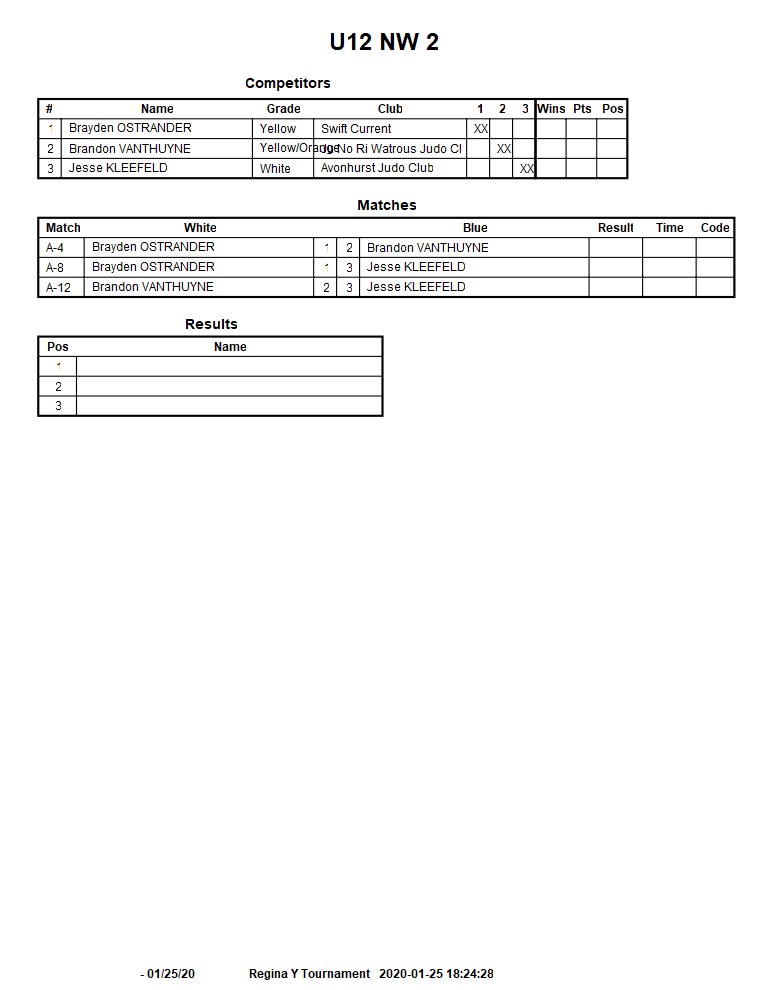 U12 NW 2
Competitors
# Name Grade Club 1 2 3 Wins Pts Pos
1 Brayden OSTRANDER Yellow Swift Current XX
2 Brandon VANTHUYNE Yellow/Orange No Ri Watrous Judo Cl XX
3 Jesse KLEEFELD White Avonhurst Judo Club XX
Matches
Match White Blue Result Time Code
A-4 Brayden OSTRANDER 1 2 Brandon VANTHUYNE
A-8 Brayden OSTRANDER 1 3 Jesse KLEEFELD
A-12 Brandon VANTHUYNE 2 3 Jesse KLEEFELD
Results
Pos Name
1
2
3
- 01/25/20 Regina Y Tournament 2020-01-25 18:24:28